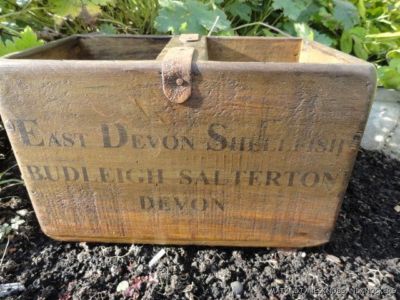 "East Devon Shellfish"
BUDLEIGH SALTERTON
DEVON